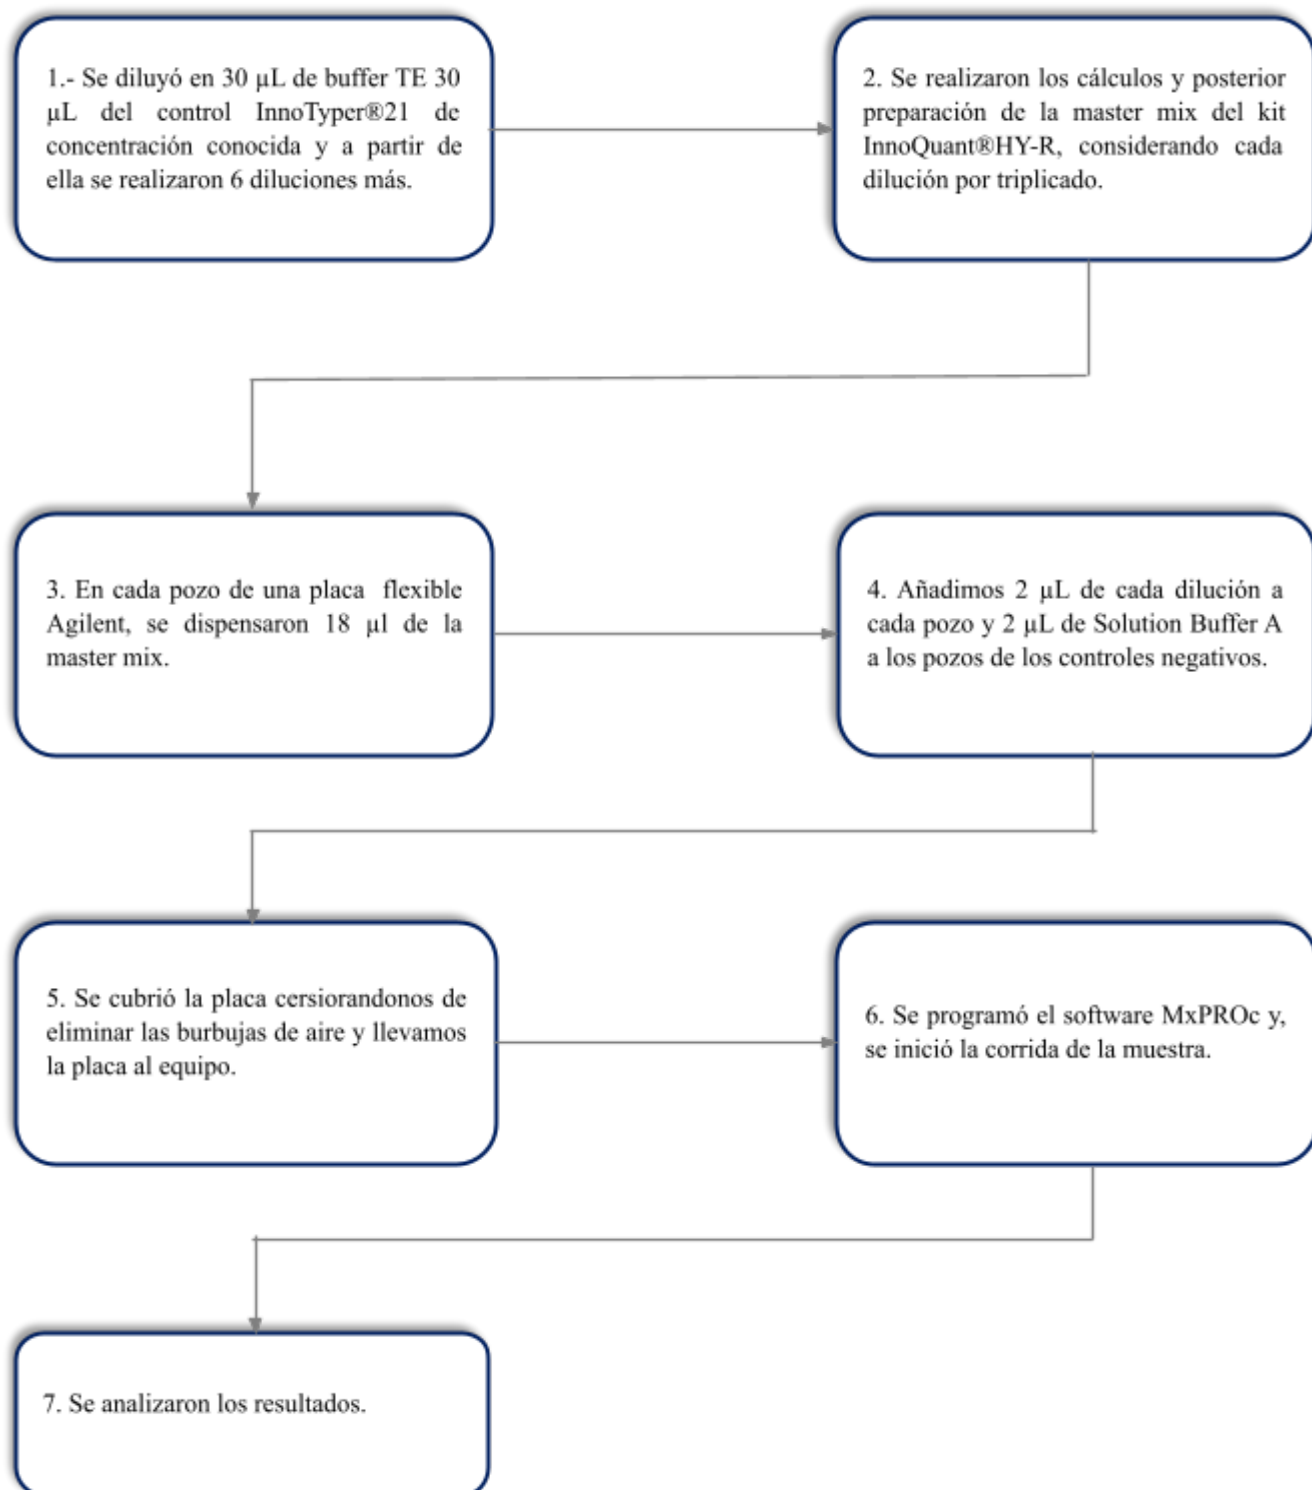 1.- Se diluyó en 30 µL de buffer TE 30
µL del control InnoTyper®21 de
concentración conocida y a partir de
ella se realizaron 6 diluciones más.
2. Se realizaron los cálculos y posterior
preparación de la master mix del kit
InnoQuant®HY-R, considerando cada
dilución por triplicado.
3. En cada pozo de una placa flexible
Agilent, se dispensaron 18 µl de la
master mix.
4. Añadimos 2 µL de cada dilución a
cada pozo y 2 µL de Solution Buffer A
a los pozos de los controles negativos.
5. Se cubrió la placa cersiorandonos de
eliminar las burbujas de aire y llevamos
la placa al equipo.
6. Se programó el software MxPROc y,
se inició la corrida de la muestra.
7. Se analizaron los resultados.